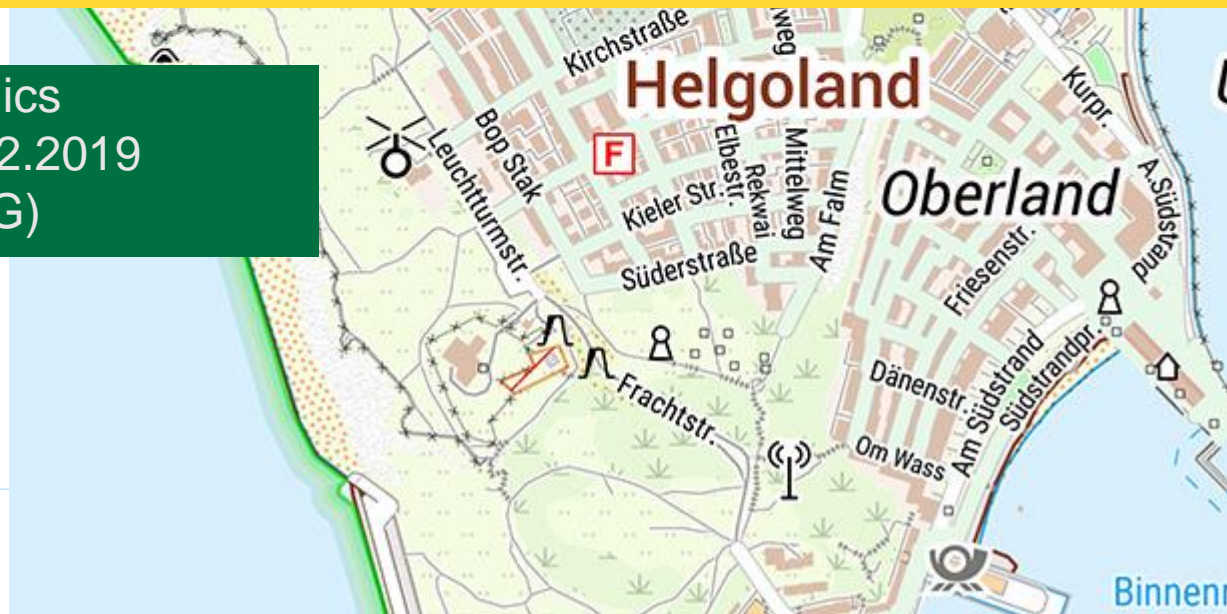 ics
2.2019
G)
Kirchstraße
weg
Helgoland
Kurpr.
Bop Stak
Leuchtturmstr.
F
Elbestr.
Rekwai
Mittelweg
Kieler Str.
Am Falm
Süderstraße
Oberland
A.Südstrand
Friesenstr.
Frachtstr.
Dänenstr.
Am Südstrand
Südstrandpr.
Om Wass
Binnen